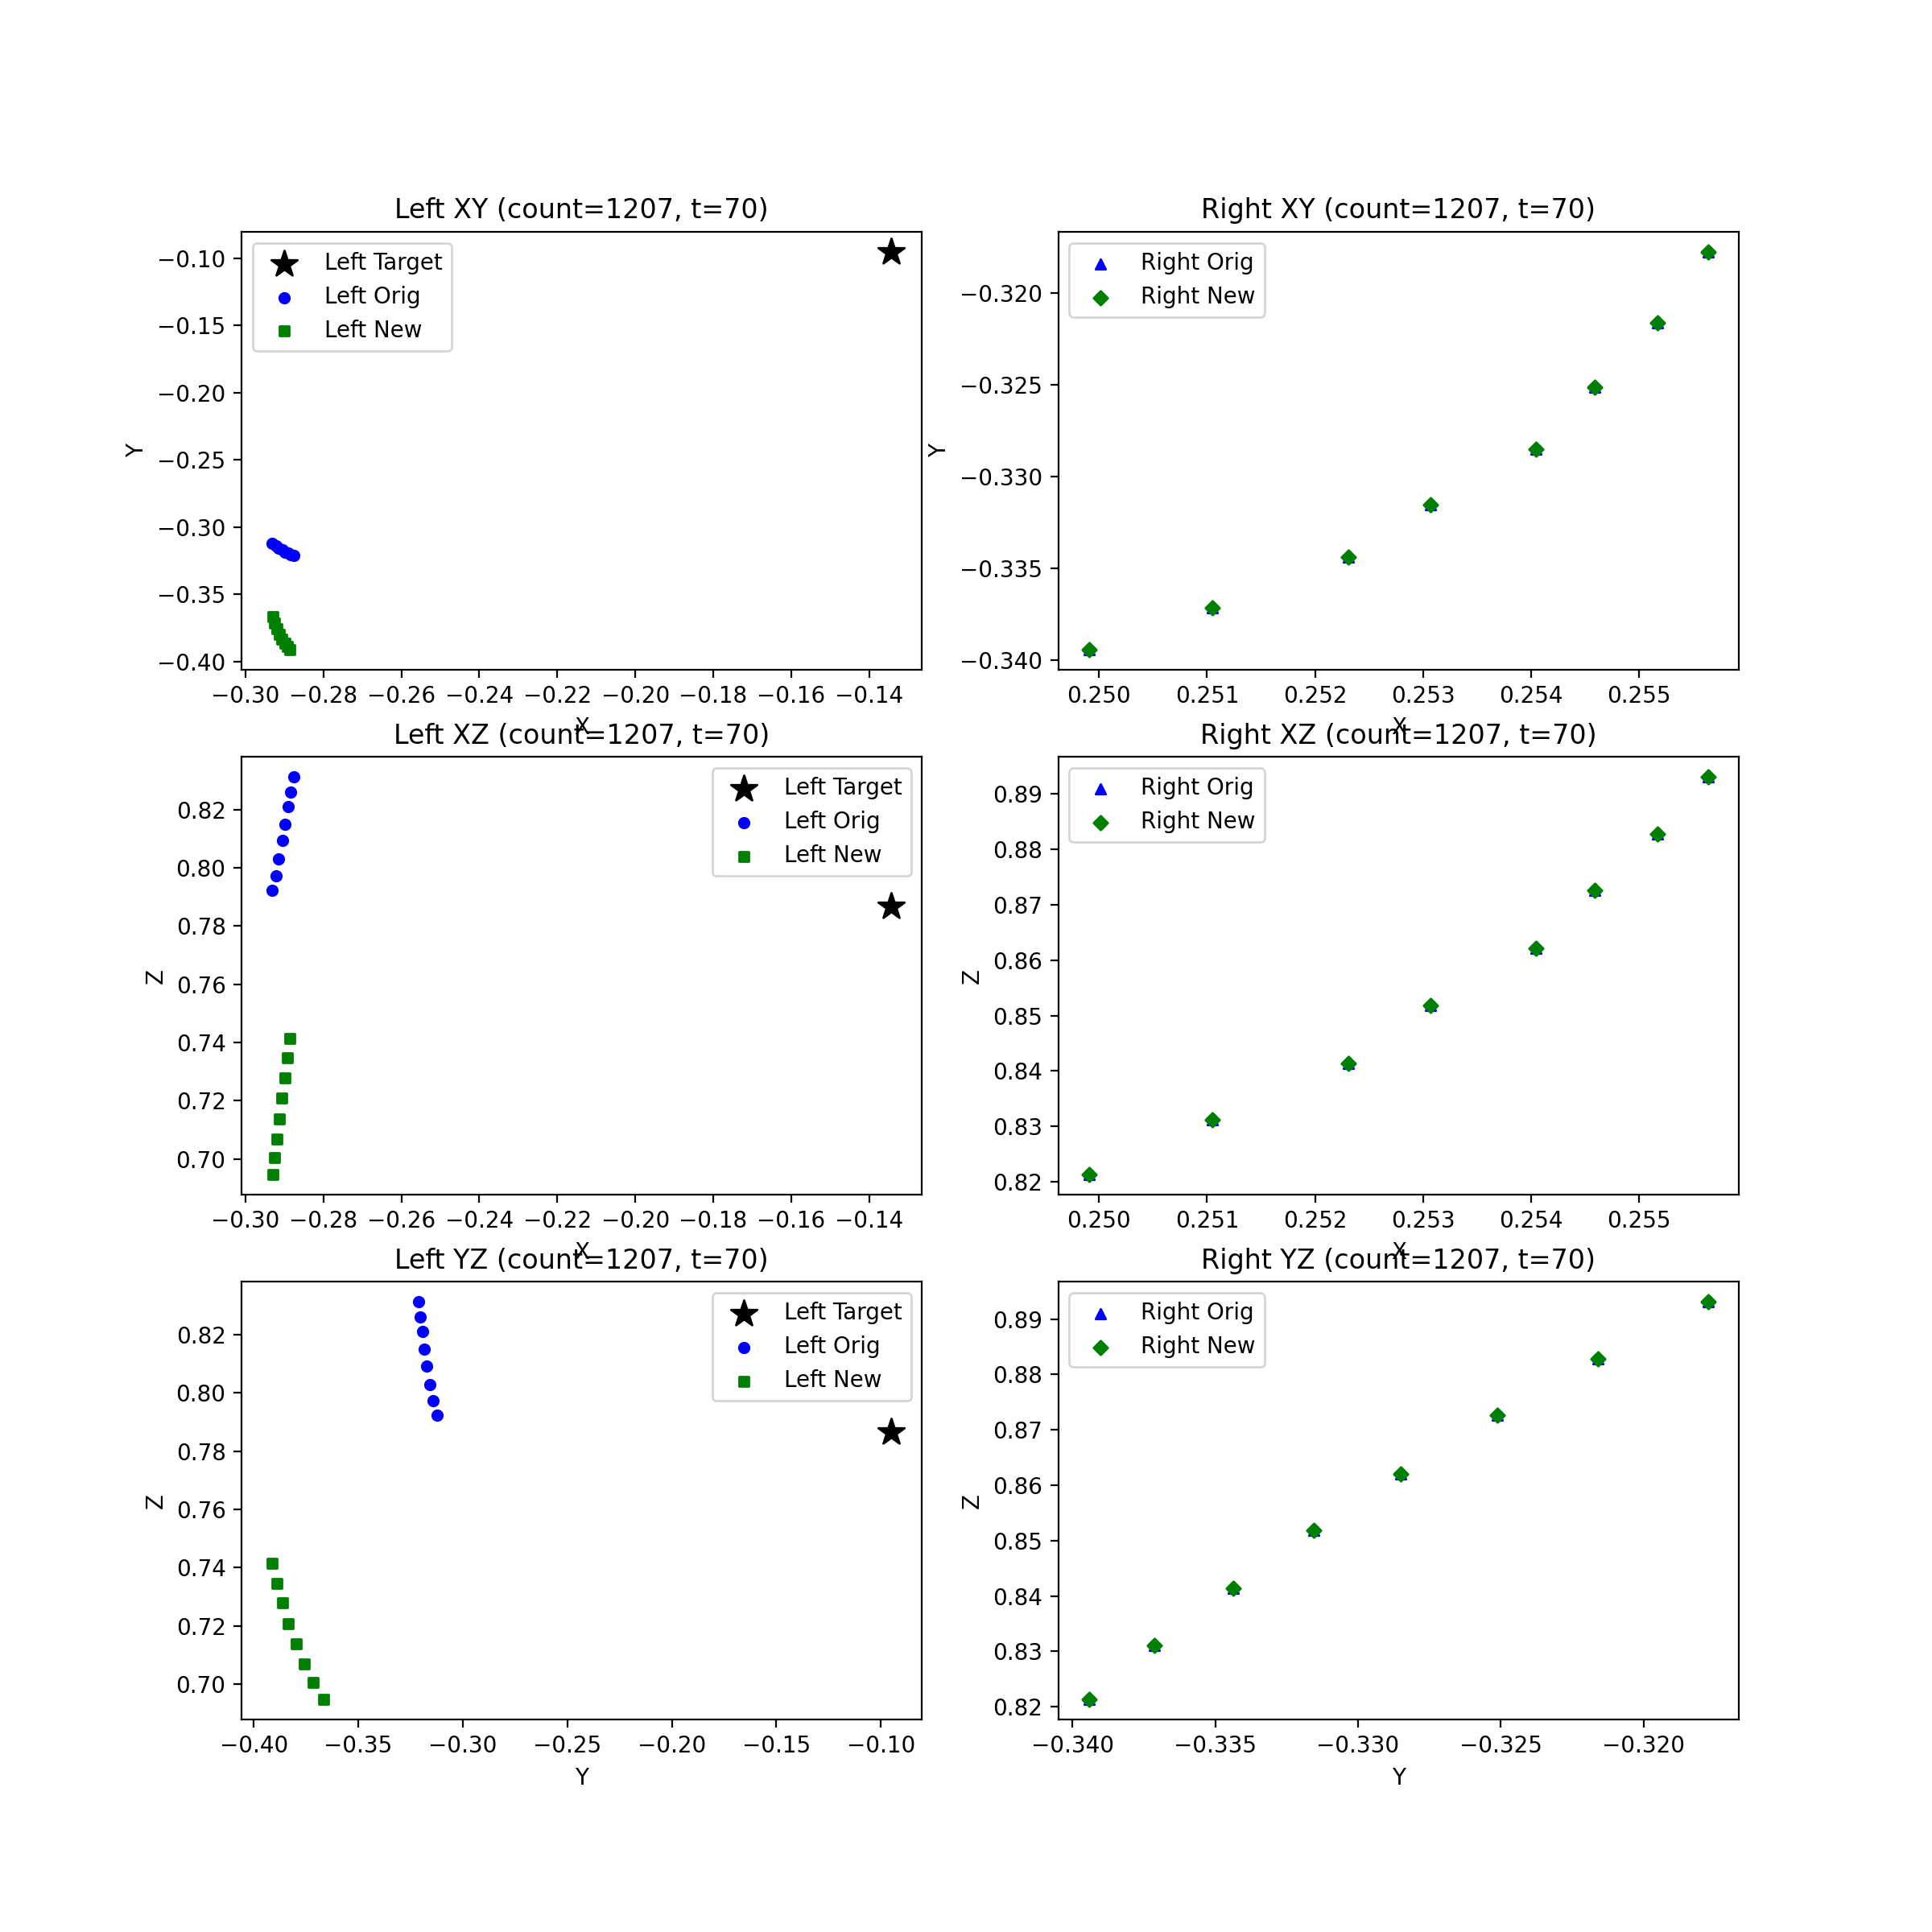 Left XY (count=1207, t=70)
Left Target
Left Orig
Left New
Y
−0.10
−0.15
−0.20
−0.25
−0.30
−0.35
−0.40
−0.30 −0.28 −0.26 −0.24 −0.22 −0.20 −0.18 −0.16 −0.14
X
Right XY (count=1207, t=70)
Right Orig
Right New
Y
−0.320
−0.325
−0.330
−0.335
−0.340
0.250 0.251 0.252 0.253 0.254 0.255
X
Left XZ (count=1207, t=70)
Left Target
Left Orig
Left New
Z
0.82
0.80
0.78
0.76
0.74
0.72
0.70
−0.30 −0.28 −0.26 −0.24 −0.22 −0.20 −0.18 −0.16 −0.14
X
Right XZ (count=1207, t=70)
Right Orig
Right New
Z
0.89
0.88
0.87
0.86
0.85
0.84
0.83
0.82
0.250 0.251 0.252 0.253 0.254 0.255
X
Left YZ (count=1207, t=70)
Left Target
Left Orig
Left New
Z
0.82
0.80
0.78
0.76
0.74
0.72
0.70
−0.40 −0.35 −0.30 −0.25 −0.20 −0.15 −0.10
Y
Right YZ (count=1207, t=70)
Right Orig
Right New
Z
0.89
0.88
0.87
0.86
0.85
0.84
0.83
0.82
−0.340 −0.335 −0.330 −0.325 −0.320
Y